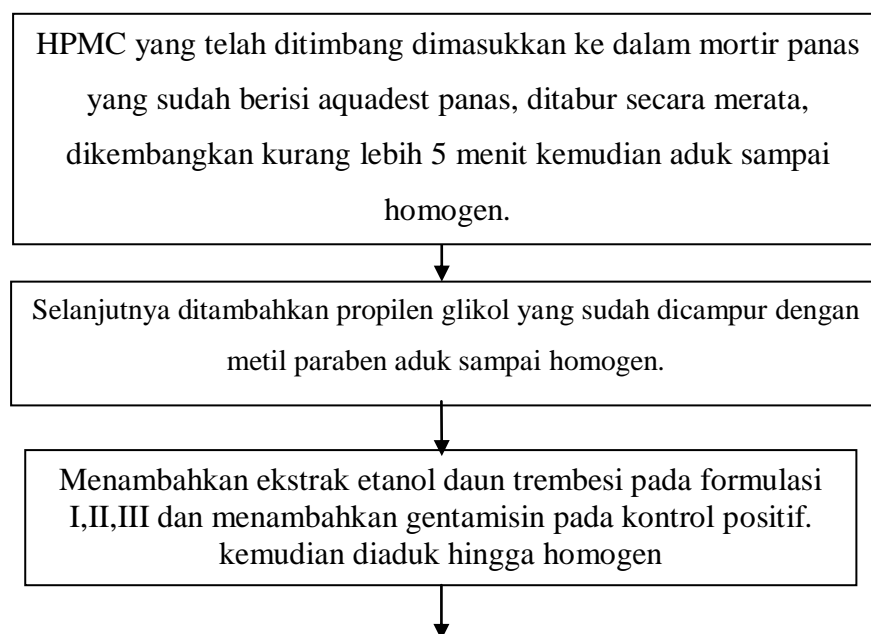 HPMC yang telah ditimbang dimasukkan ke dalam mortir panas
yang sudah berisi aquadest panas, ditabur secara merata,
dikembangkan kurang lebih 5 menit kemudian aduk sampai
homogen.
Selanjutnya ditambahkan propilen glikol yang sudah dicampur dengan
metil paraben aduk sampai homogen.
Menambahkan ekstrak etanol daun trembesi pada formulasi
I,II,III dan menambahkan gentamisin pada kontrol positif.
kemudian diaduk hingga homogen